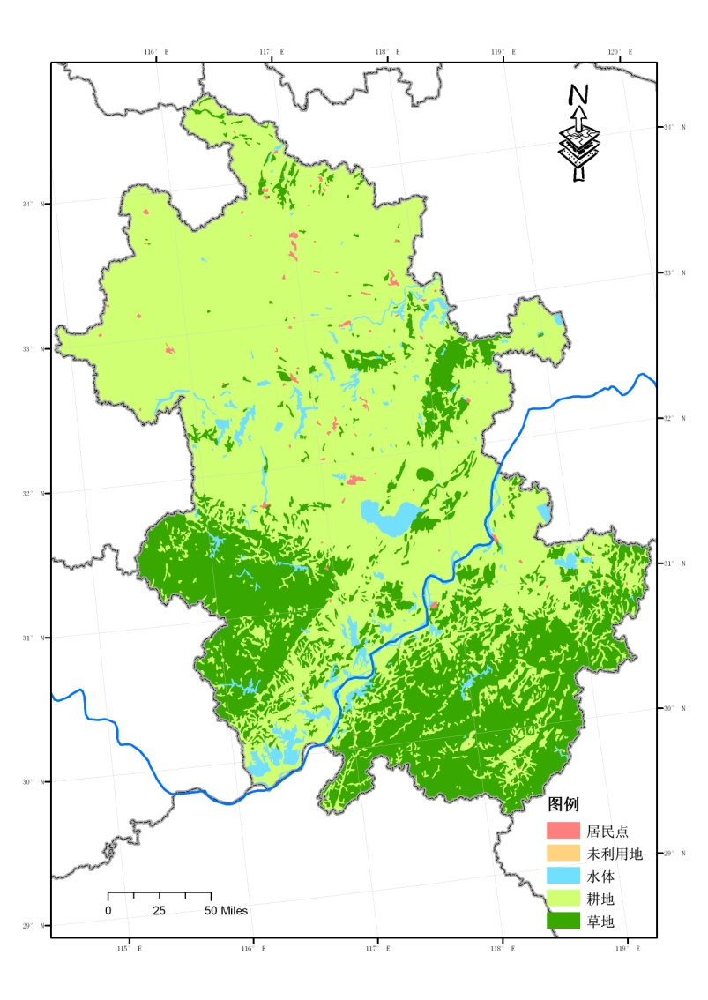 116° E 117° E 118° E 119° E 120° E
N
34° N
34° N
33° N
33° N
32° N
32° N
31° N
31° N
30° N
30° N
29° N
29° N
图例
居民点
未利用地
水体
耕地
草地
0 25 50 Miles
115° E 116° E 117° E 118° E 119° E